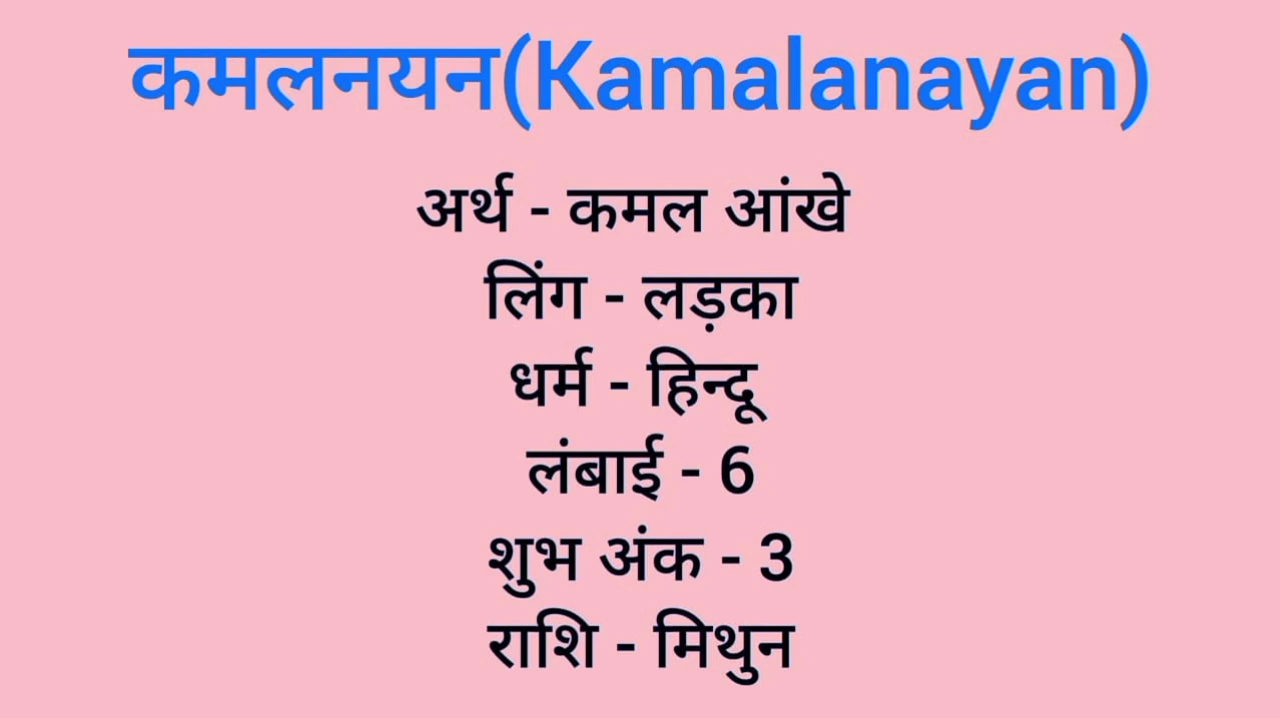 कमलनयन(Kamalanayan)
अर्थ - कमल आंखे
लिंग - लड़का
धर्म - हिन्दू
लंबाई - 6
शुभ अंक - 3
राशि - मिथुन